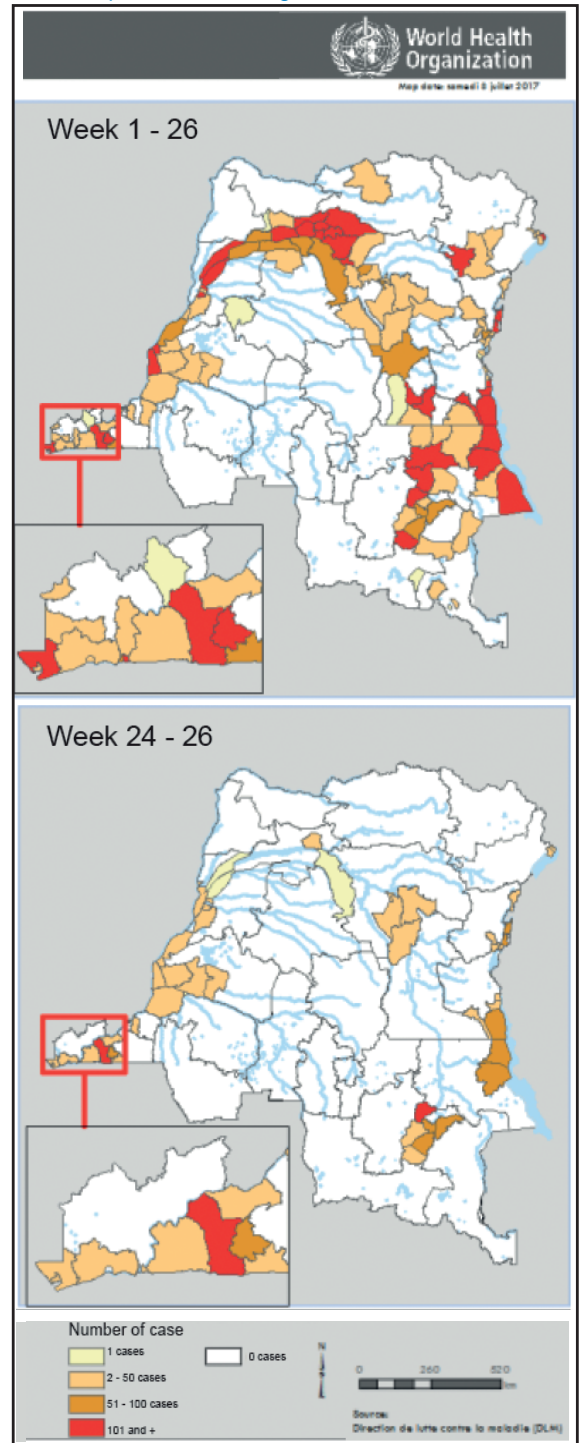 World Health
Organization
Map date: samedi 8 juillet 2017
Week 1 - 26
Week 24 - 26
Number of case
1 cases
0 cases
2 - 50 cases
51 - 100 cases
101 and +
N
0 260 520
km
Source:
Direction de lutte contre la maladie (DLM)